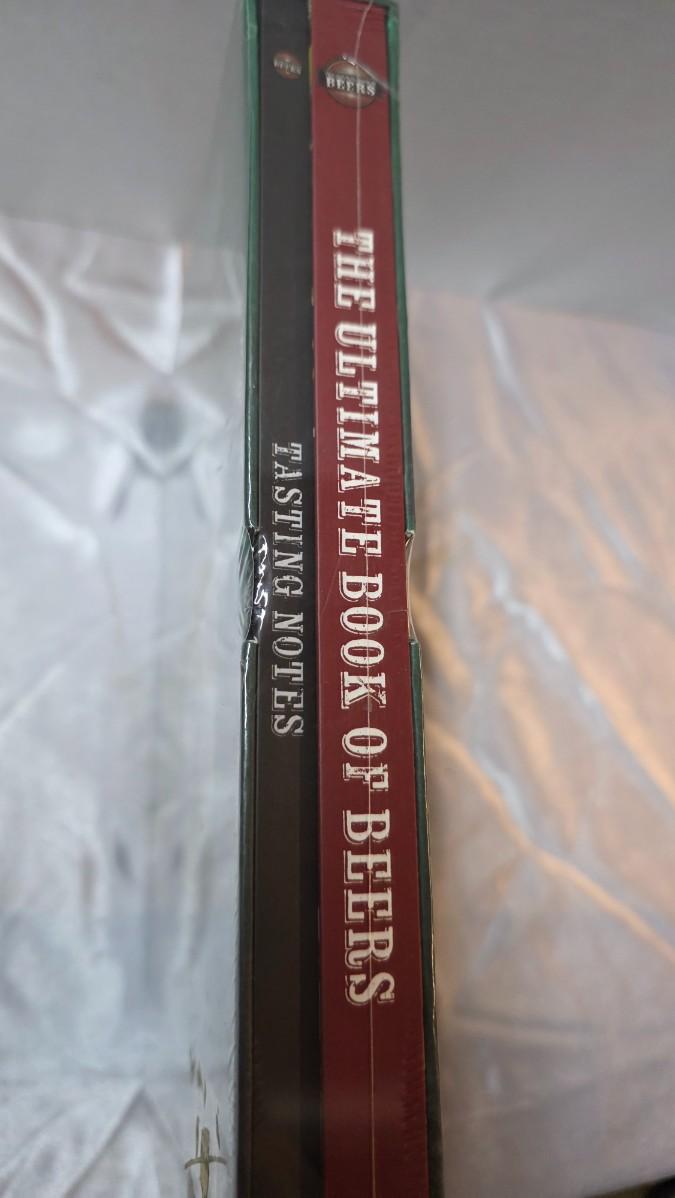 BEERS
THE ULTIMATE BOOK OF BEERS
TASTING NOTES